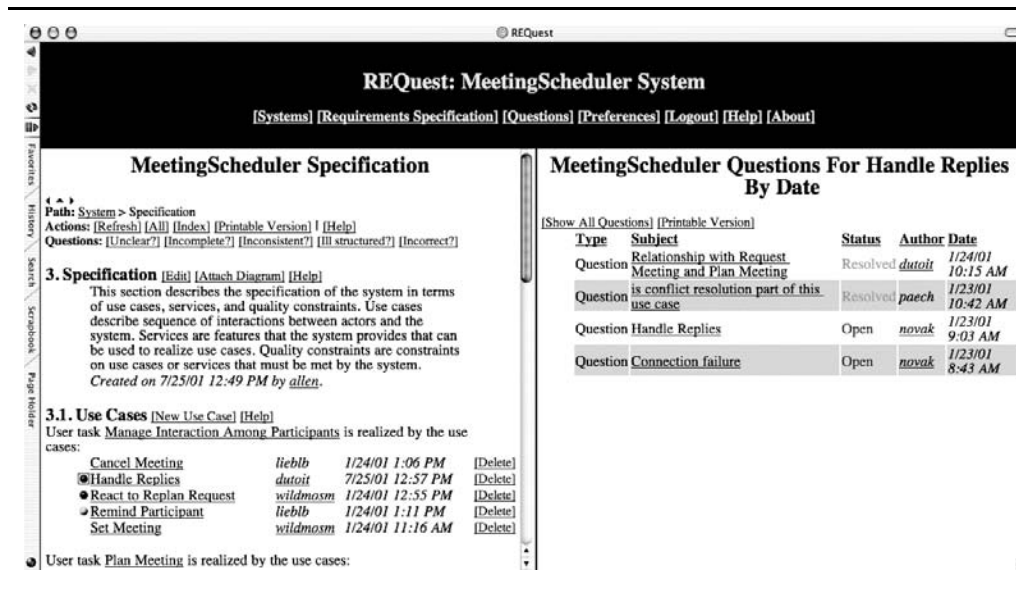 REQuest
REQuest: MeetingScheduler System
[Systems] [Requirements Specification] [Questions] [Preferences] [Logout] [Help] [About]
Favorites
History
Search
Scrapbook
Page Holder
MeetingScheduler Specification
Path: System > Specification
Actions: [Refresh] [All] [Index] [Printable Version] | [Help]
Questions: [Unclear?] [Incomplete?] [Inconsistent?] [Ill structured?] [Incorrect?]
3. Specification [Edit] [Attach Diagram] [Help]
This section describes the specification of the system in terms
of use cases, services, and quality constraints. Use cases
describe sequence of interactions between actors and the
system. Services are features that the system provides that can
be used to realize use cases. Quality constraints are constraints
on use cases or services that must be met by the system.
Created on 7/25/01 12:49 PM by allen.
3.1. Use Cases [New Use Case] [Help]
User task Manage Interaction Among Participants is realized by the use
cases:
Cancel Meeting lieblb 1/24/01 1:06 PM [Delete]
Handle Replies dutoit 7/25/01 12:57 PM [Delete]
React to Replan Request wildmosm 1/24/01 12:55 PM [Delete]
Remind Participant lieblb 1/24/01 1:11 PM [Delete]
Set Meeting wildmosm 1/24/01 11:16 AM [Delete]
User task Plan Meeting is realized by the use cases:
MeetingScheduler Questions For Handle Replies
By Date
[Show All Questions] [Printable Version]
Type Subject Status Author Date
Question Relationship with Request Resolved dutoit 1/24/01
Meeting and Plan Meeting 10:15 AM
Question is conflict resolution part of this Resolved paech 1/23/01
use case 10:42 AM
Question Handle Replies Open novak 1/23/01
9:03 AM
Question Connection failure Open novak 1/23/01
8:43 AM